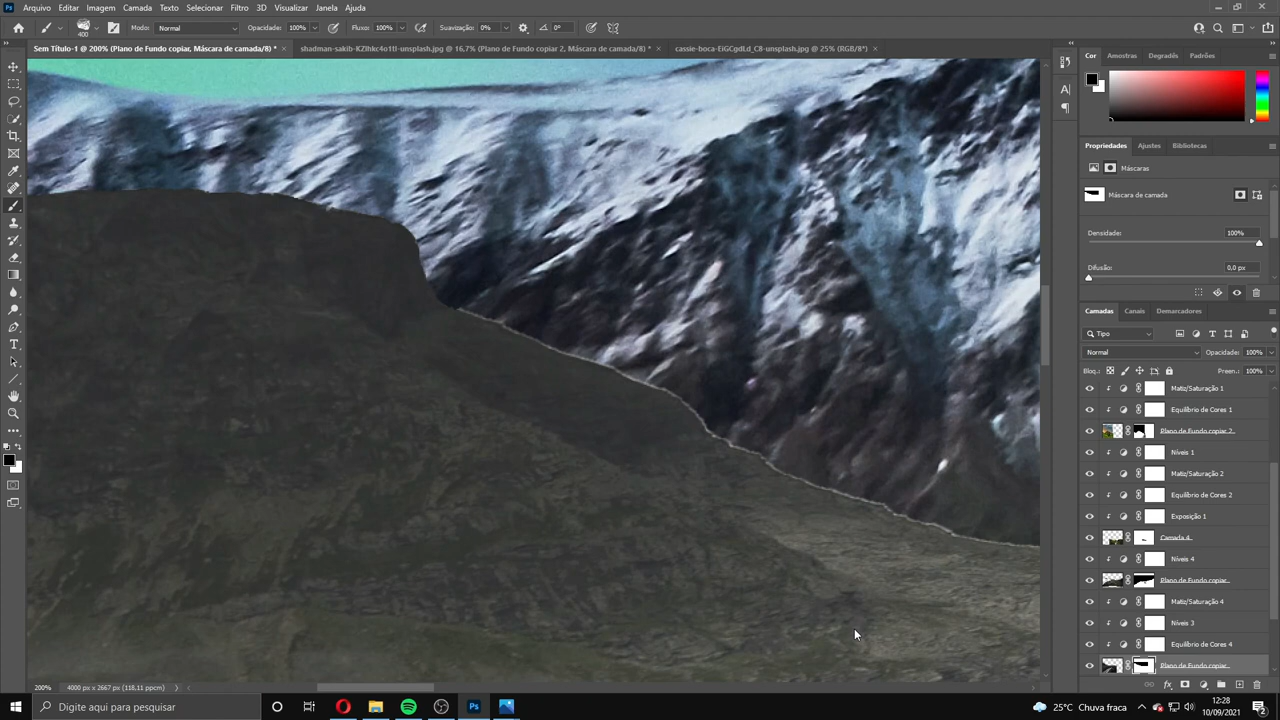 Arquivo Editar Imagem Camada Texto Selecionar Filtro 3D Visualizar Janela Ajuda
400 Modo: Normal Opacidade: 100% Fluxo: 100% Suavização: 0% 0°
Sem Título-1 @ 200% (Plano de Fundo copiar, Máscara de camada/8) * × shadman-sakib-KZlhkc4o1tI-unsplash.jpg @ 16,7% (Plano de Fundo copiar 2, Máscara de camada/8) * × cassie-boca-EiGCgdLd_C8-unsplash.jpg @ 25% (RGB/8*) ×
Cor Amostras Degradês Padrões
Propriedades Ajustes Bibliotecas
Máscaras
Máscara de camada
Densidade: 100%
Difusão: 0,0 px
Camadas Canais Demarcadores
Tipo
Normal Opacidade: 100%
Bloq.: Preen.: 100%
Matiz/Saturação 1
Equilíbrio de Cores 1
Plano de Fundo copiar 2
Níveis 1
Matiz/Saturação 2
Equilíbrio de Cores 2
Exposição 1
Camada 4
Níveis 4
Plano de Fundo copiar
Matiz/Saturação 4
Níveis 3
Equilíbrio de Cores 4
Plano de Fundo copiar
200% 4000 px x 2667 px (118,11 ppcm)
Digite aqui para pesquisar
25°C Chuva fraca
12:28
10/09/2021
2